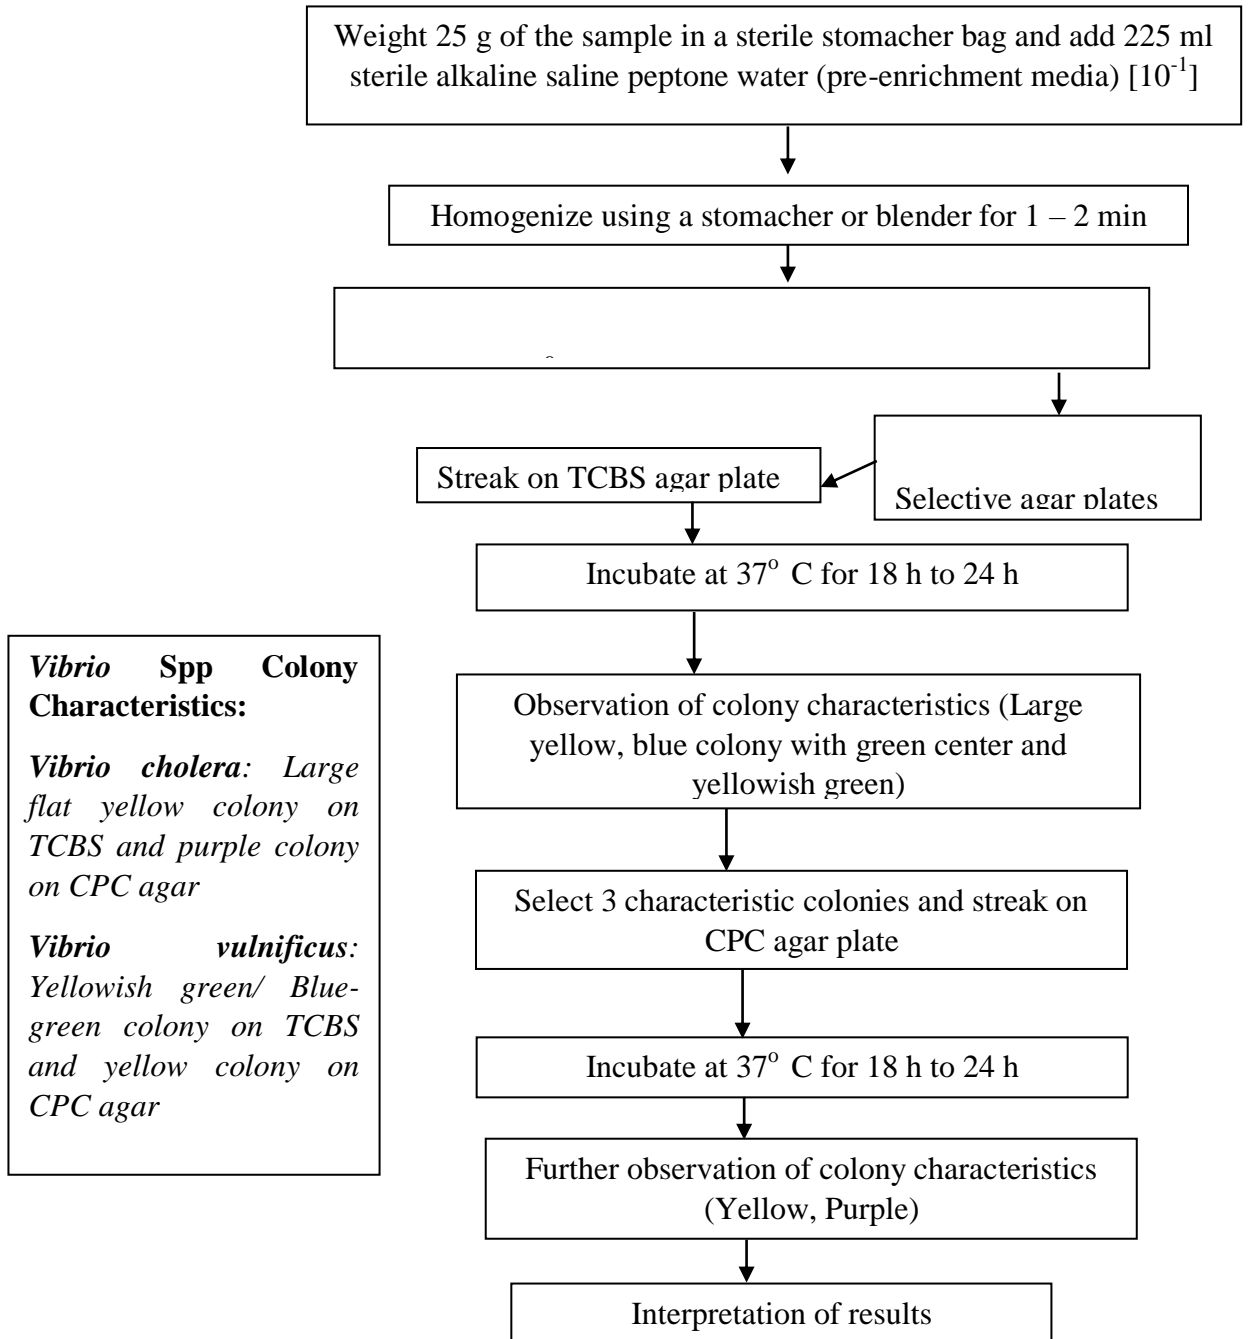 Weight 25 g of the sample in a sterile stomacher bag and add 225 ml
sterile alkaline saline peptone water (pre-enrichment media) [10-1]
Homogenize using a stomacher or blender for 1 – 2 min
Streak on TCBS agar plate
Selective agar plates
Incubate at 37o C for 18 h to 24 h
Observation of colony characteristics (Large
yellow, blue colony with green center and
yellowish green)
Select 3 characteristic colonies and streak on
CPC agar plate
Incubate at 37o C for 18 h to 24 h
Further observation of colony characteristics
(Yellow, Purple)
Interpretation of results
Vibrio Spp Colony
Characteristics:
Vibrio cholera: Large
flat yellow colony on
TCBS and purple colony
on CPC agar
Vibrio vulnificus:
Yellowish green/ Blue-
green colony on TCBS
and yellow colony on
CPC agar